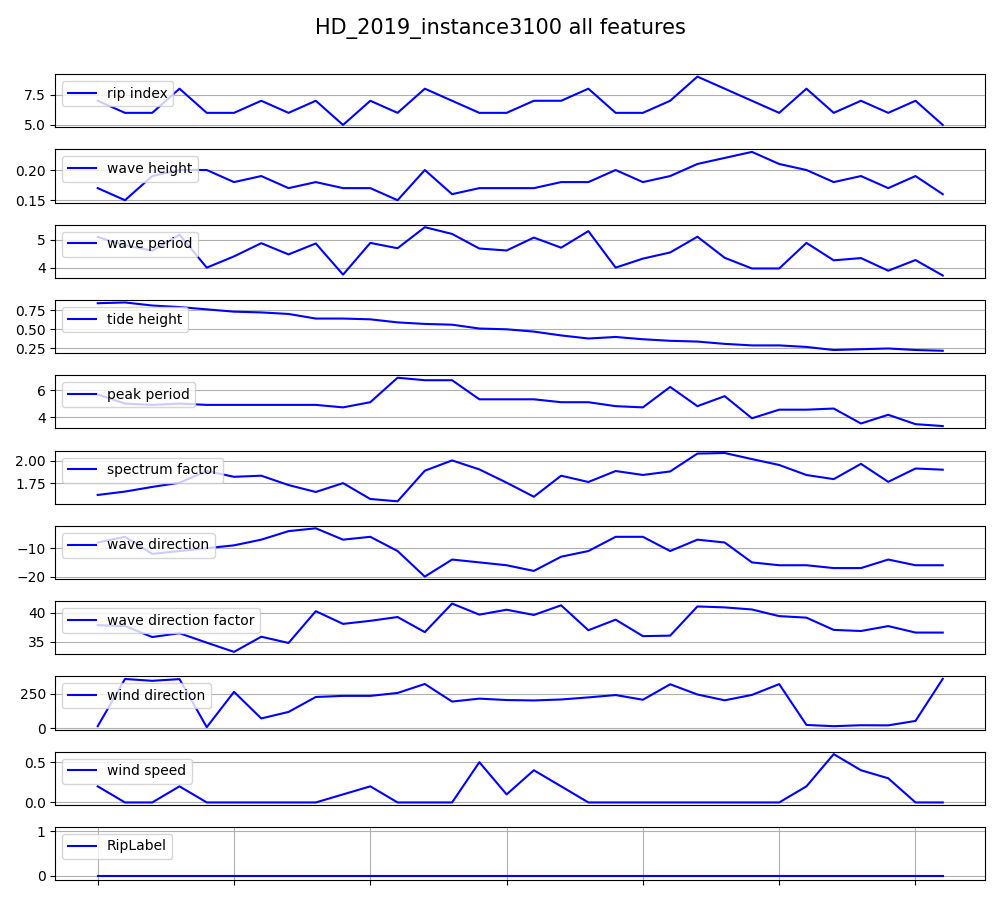 HD_2019_instance3100 all features
rip index
7.5
5.0
wave height
0.20
0.15
wave period
5
4
tide height
0.75
0.50
0.25
peak period
6
4
spectrum factor
2.00
1.75
wave direction
−10
−20
wave direction factor
40
35
wind direction
250
0
wind speed
0.5
0.0
RipLabel
1
0